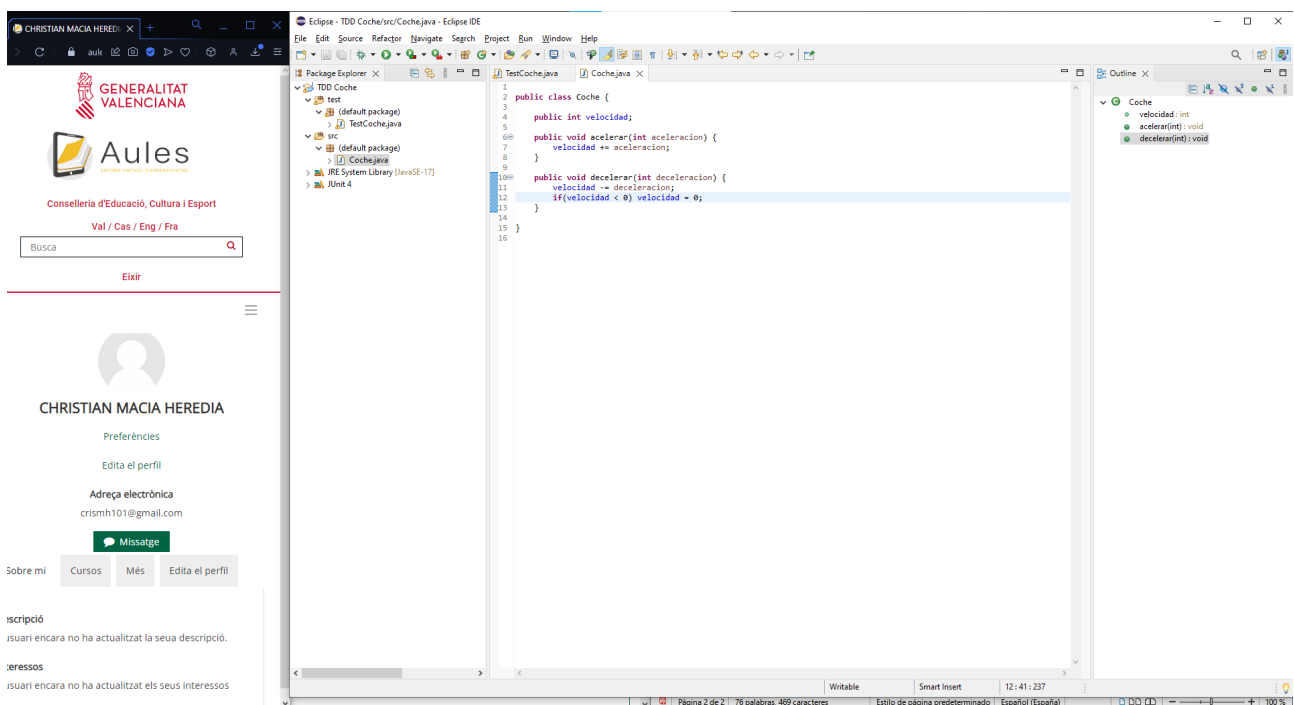 CHRISTIAN MACIA HEREDI
aule
GENERALITAT
VALENCIANA
Aules
ENTORN VIRTUAL D'APRENENTATGE
Conselleria d'Educació, Cultura i Esport
Val / Cas / Eng / Fra
Busca
Eixir
CHRISTIAN MACIA HEREDIA
Preferències
Edita el perfil
Adreça electrònica
crismh101@gmail.com
Missatge
Sobre mi Cursos Més Edita el perfil
escripció
usuari encara no ha actualitzat la seua descripció.
teressos
usuari encara no ha actualitzat els seus interessos
Eclipse - TDD Coche/src/Coche.java - Eclipse IDE
File Edit Source Refactor Navigate Search Project Run Window Help
Package Explorer
TDD Coche
test
(default package)
TestCoche.java
src
(default package)
Coche.java
JRE System Library [JavaSE-17]
JUnit 4
TestCoche.java Coche.java
1
2 public class Coche {
3
4 public int velocidad;
5
6 public void acelerar(int aceleracion) {
7 velocidad += aceleracion;
8 }
9
10 public void decelerar(int deceleracion) {
11 velocidad -= deceleracion;
12 if(velocidad < 0) velocidad = 0;
13 }
14
15 }
16
Outline
Coche
velocidad : int
acelerar(int) : void
decelerar(int) : void
Writable Smart Insert 12 : 41 : 237
Página 2 de 2 76 palabras, 469 caracteres Estilo de página predeterminado Español (España) 100 %